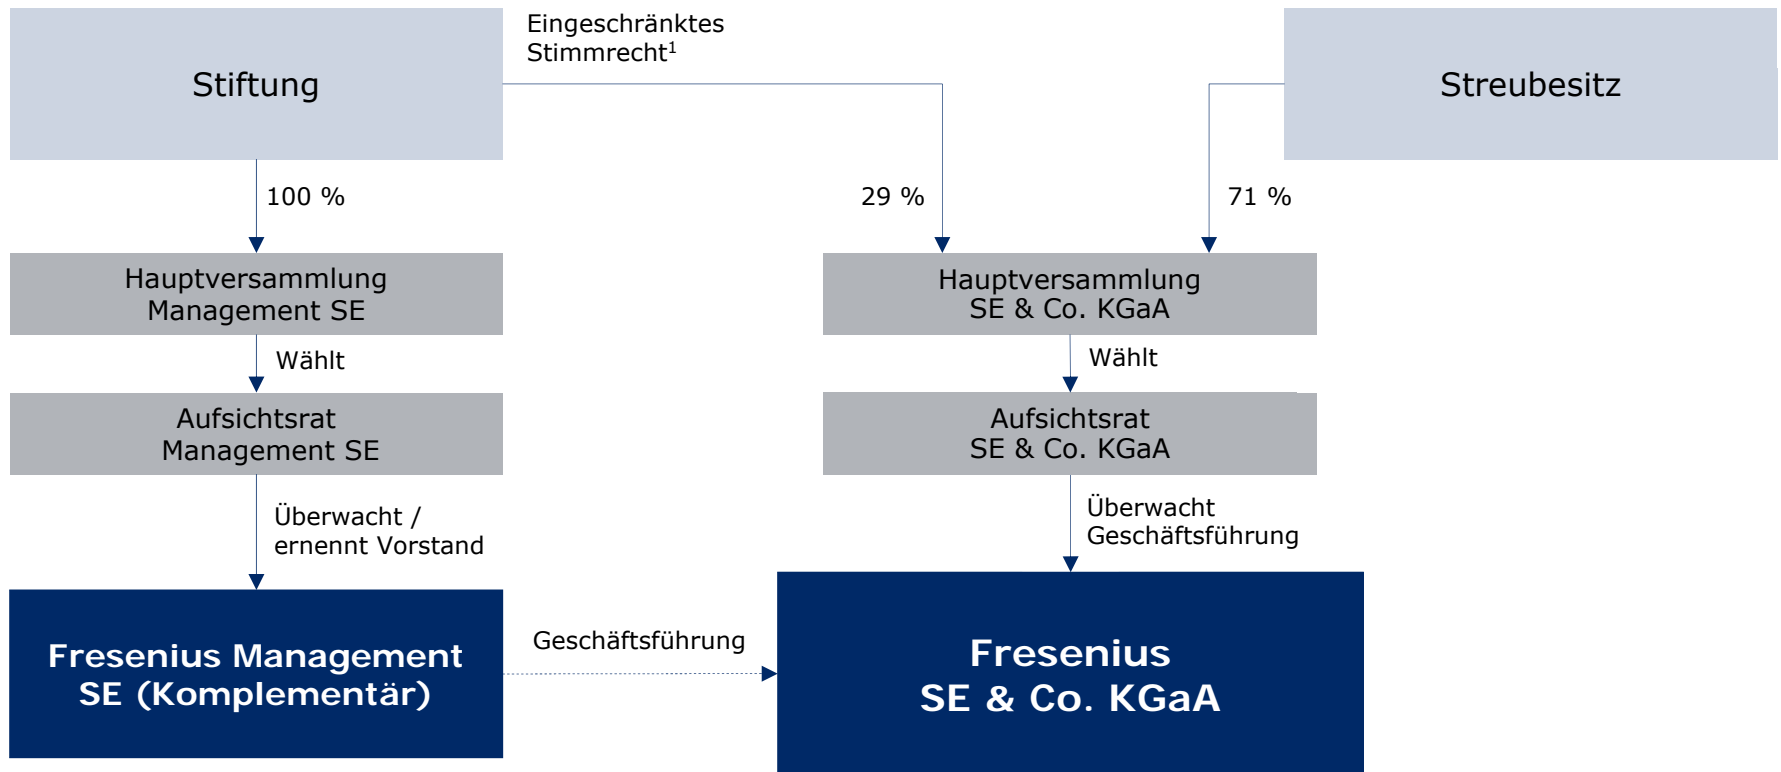 Eingeschränktes
Stimmrecht¹
Stiftung
Streubesitz
100 %
29 %
71 %
Hauptversammlung
Management SE
Hauptversammlung
SE & Co. KGaA
Wählt
Wählt
Aufsichtsrat
Management SE
Aufsichtsrat
SE & Co. KGaA
Überwacht /
ernennt Vorstand
Überwacht
Geschäftsführung
Fresenius Management
SE (Komplementär)
Geschäftsführung
Fresenius
SE & Co. KGaA